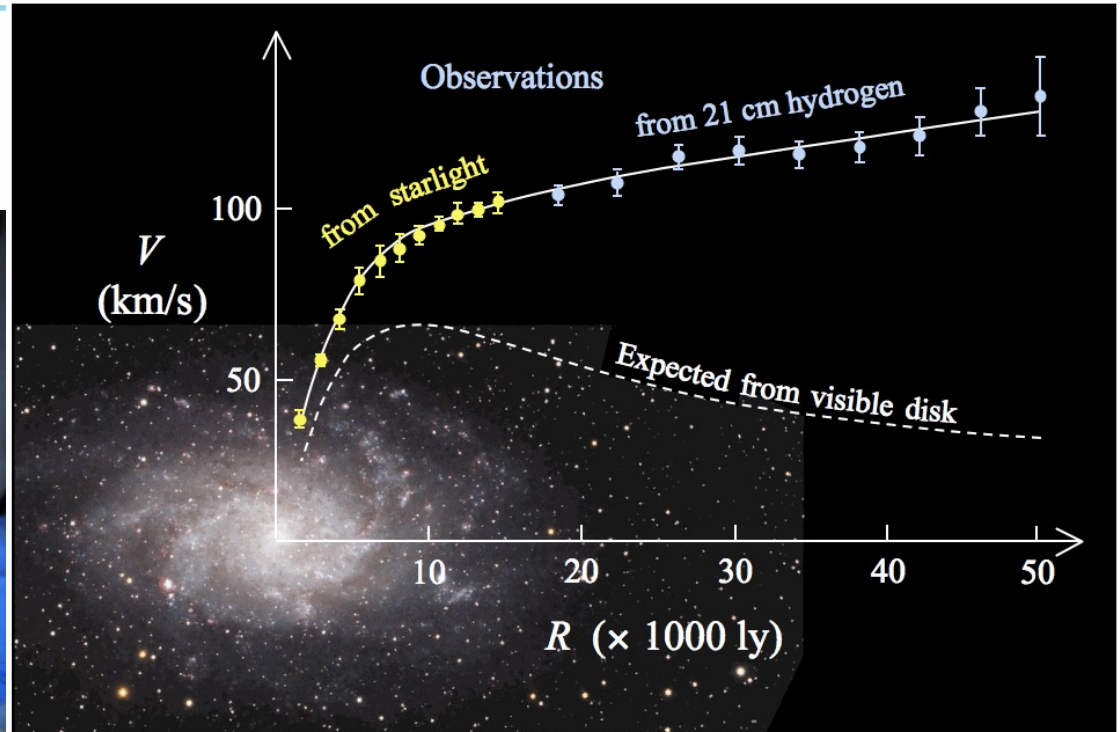 Observations
from 21 cm hydrogen
from starlight
100
V
(km/s)
50
Expected from visible disk
10 20 30 40 50
R (× 1000 ly)